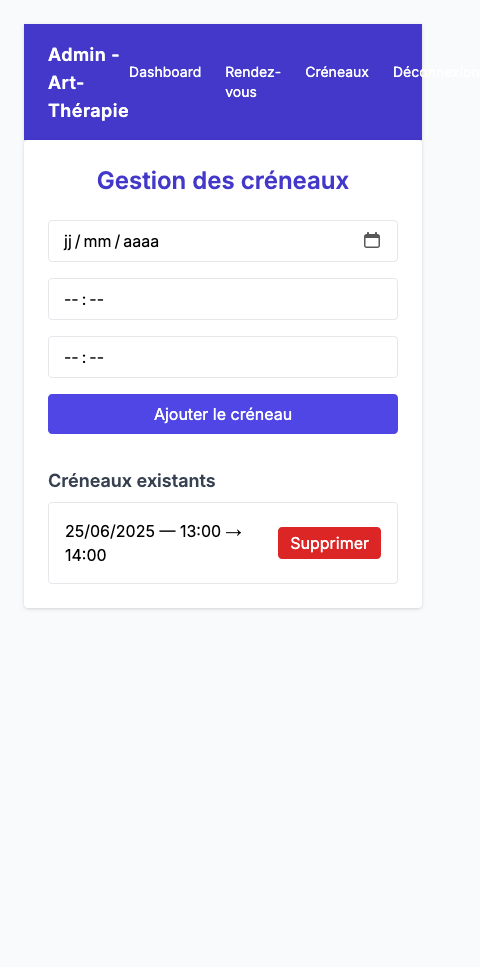 Admin -
Art-
Thérapie
Dashboard
Rendez-
vous
Créneaux
Déconnexion
Gestion des créneaux
jj/mm/aaaa
--:--
--:--
Ajouter le créneau
Créneaux existants
25/06/2025 — 13:00 →
14:00
Supprimer